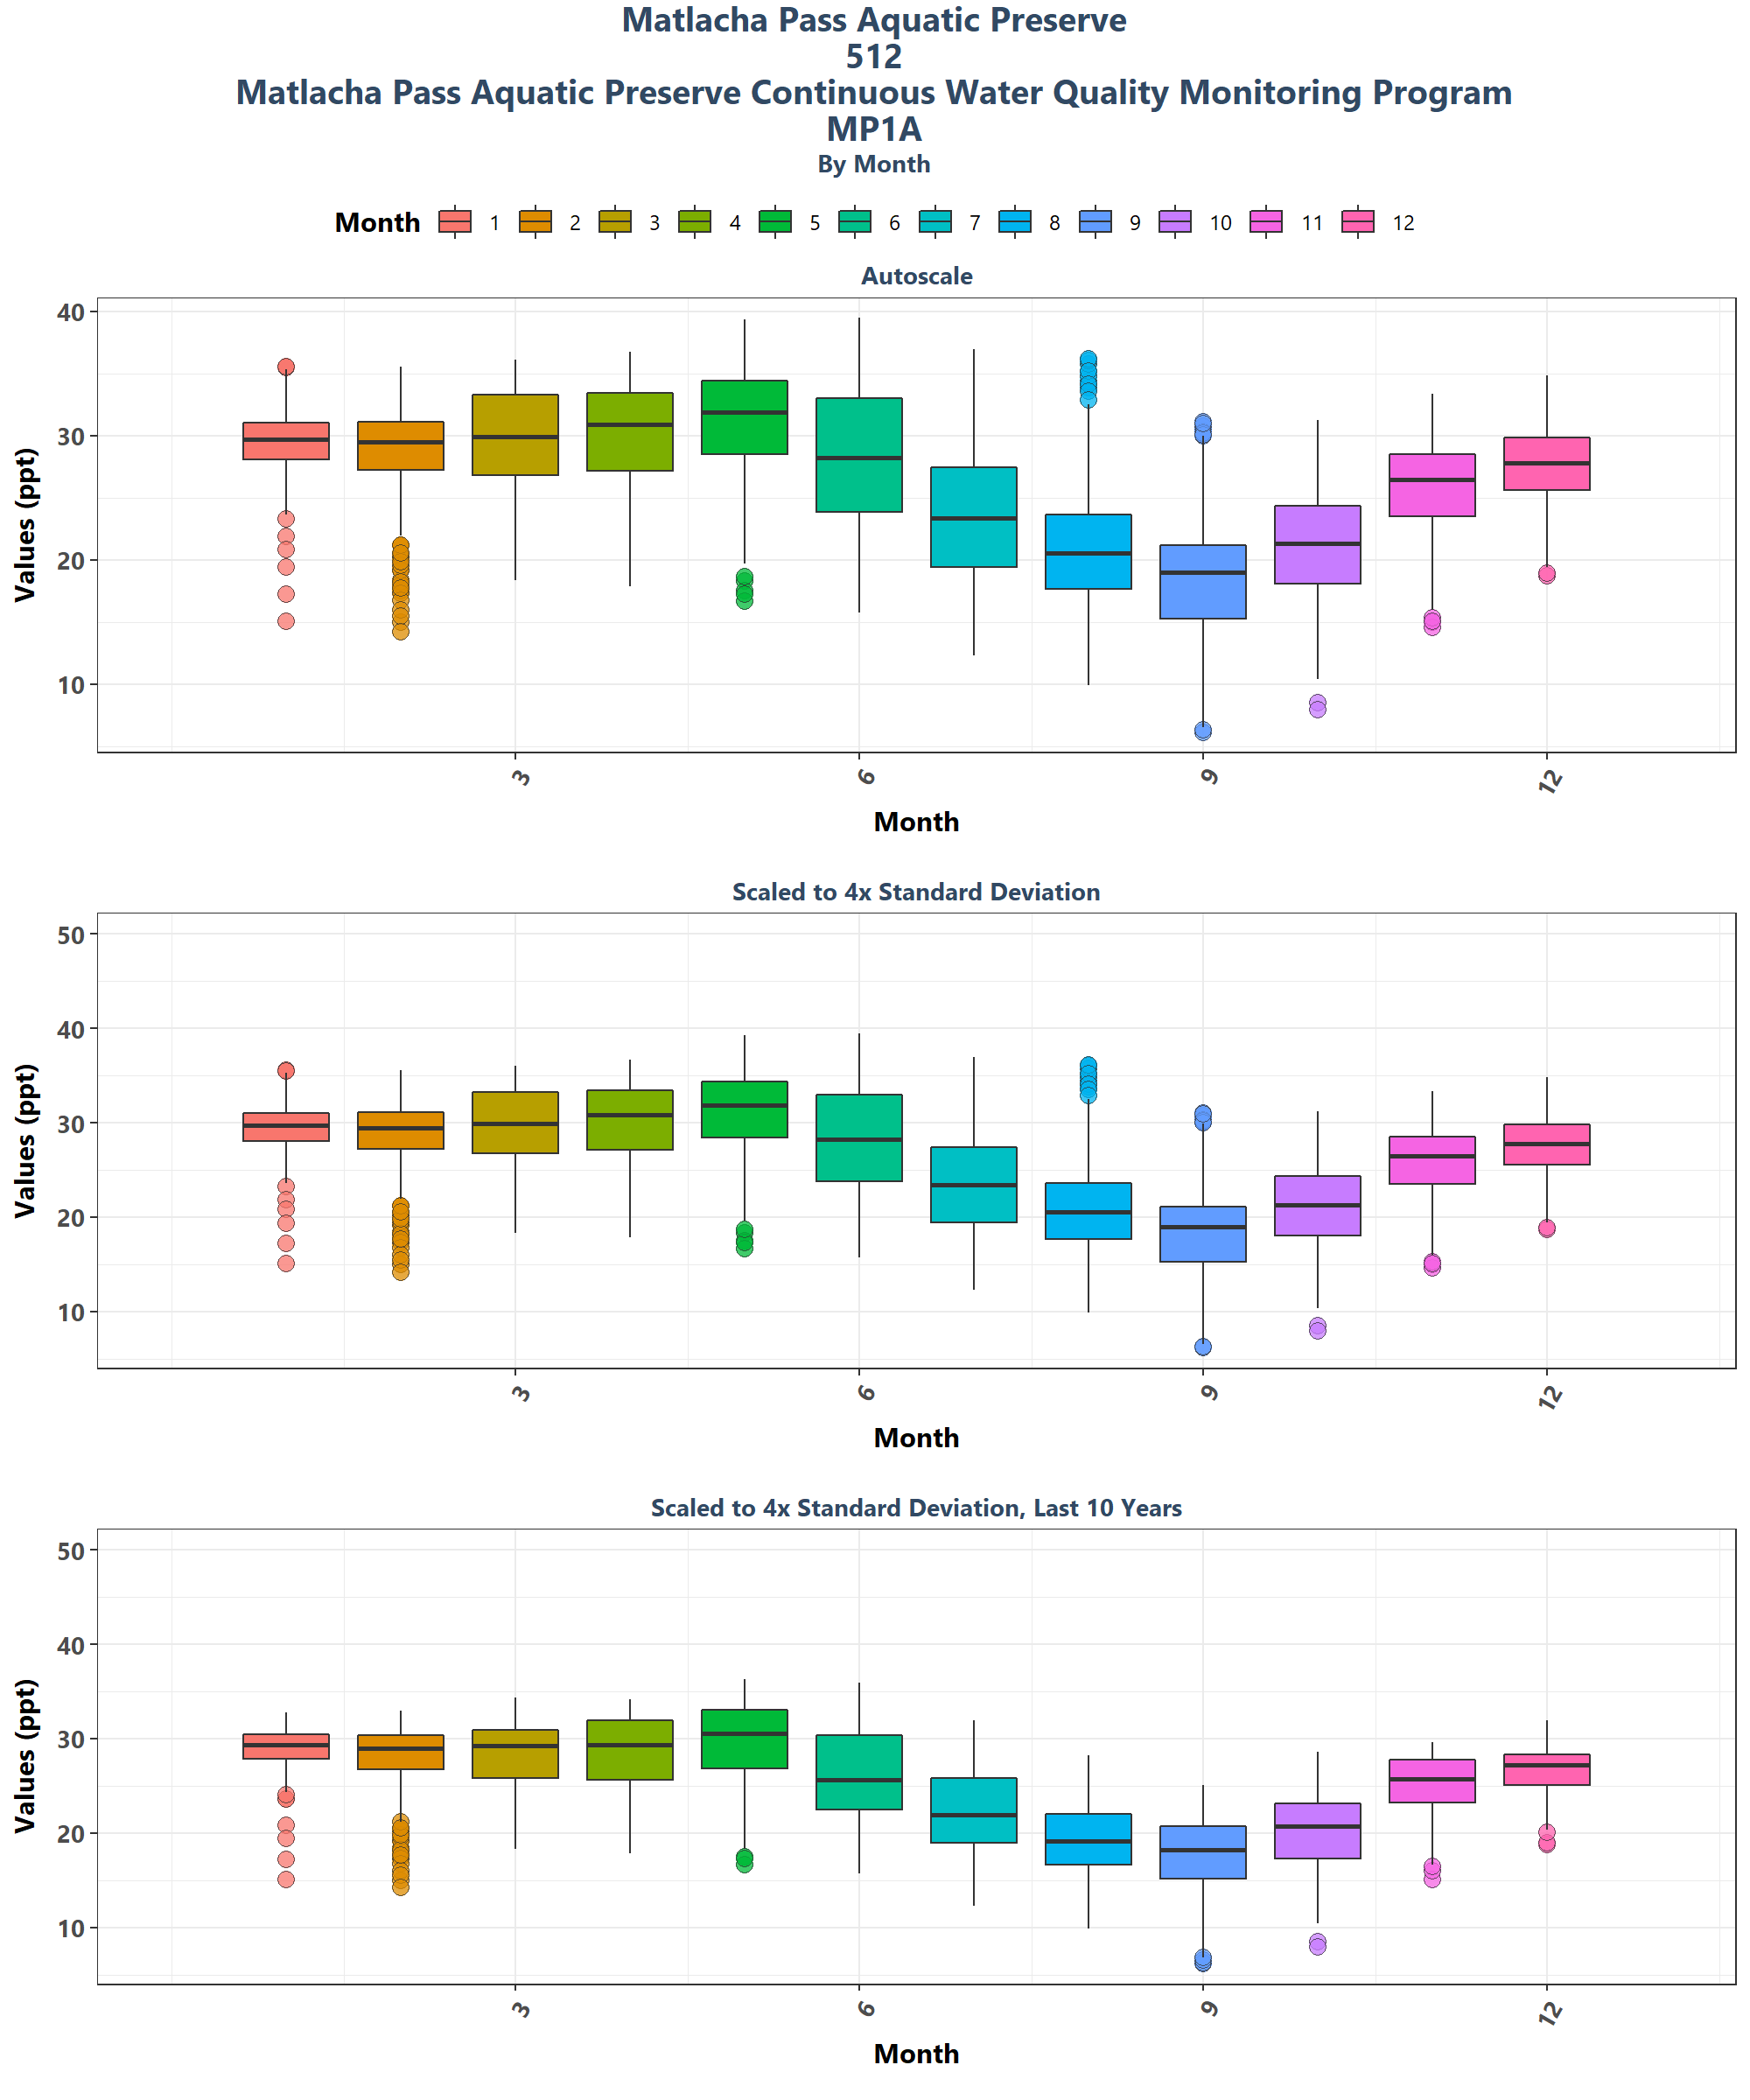 Matlacha Pass Aquatic Preserve
512
Matlacha Pass Aquatic Preserve Continuous Water Quality Monitoring Program
MP1A
By Month
Month 1 2 3 4 5 6 7 8 9 10 11 12
Autoscale
40
30
20
10
Values (ppt)
3 6 9 12
Month
Scaled to 4x Standard Deviation
50
40
30
20
10
Values (ppt)
3 6 9 12
Month
Scaled to 4x Standard Deviation, Last 10 Years
50
40
30
20
10
Values (ppt)
3 6 9 12
Month